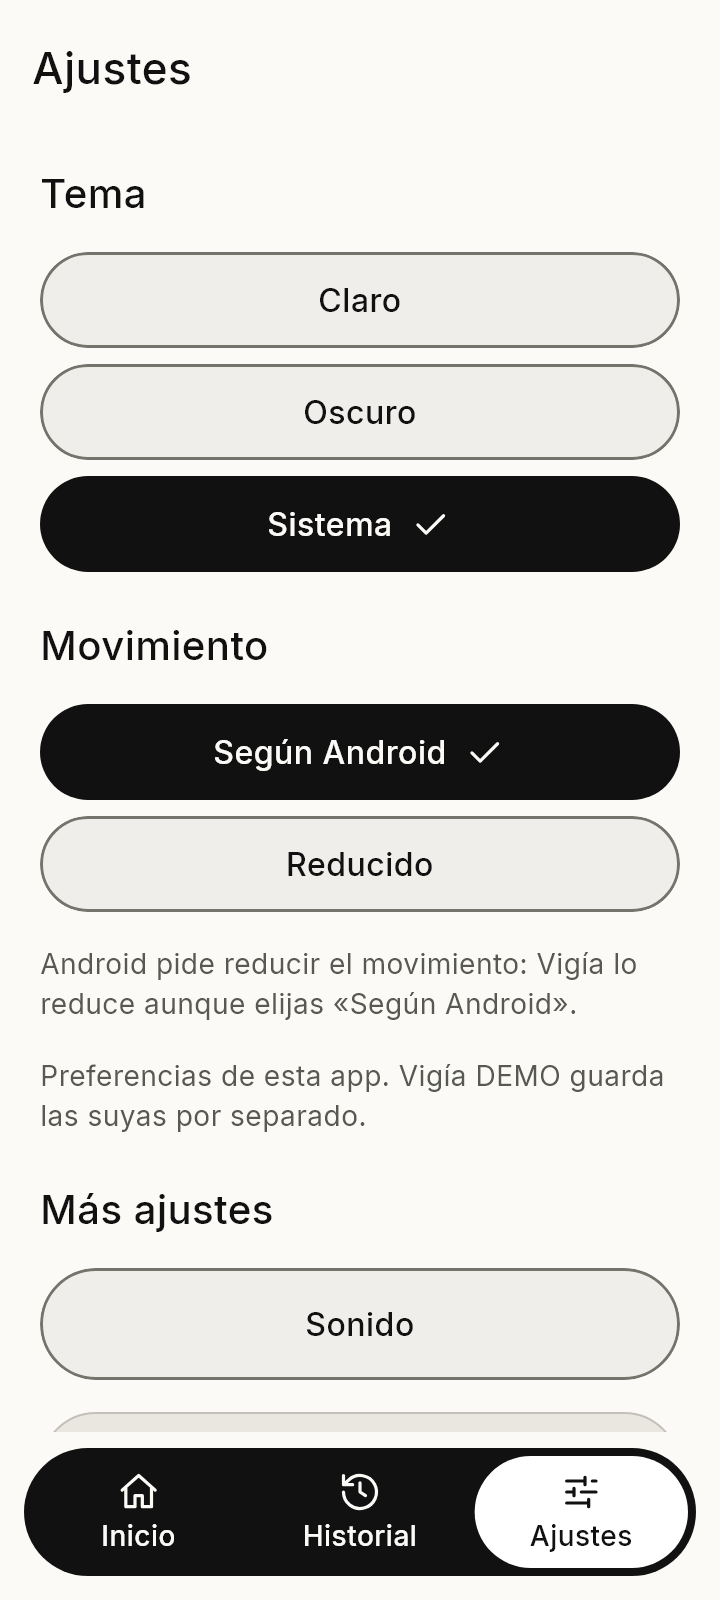 Ajustes
Tema
Claro
Oscuro
Sistema
Movimiento
Según Android
Reducido
Android pide reducir el movimiento: Vigía lo
reduce aunque elijas «Según Android».
Preferencias de esta app. Vigía DEMO guarda
las suyas por separado.
Más ajustes
Sonido
Inicio
Historial
Ajustes